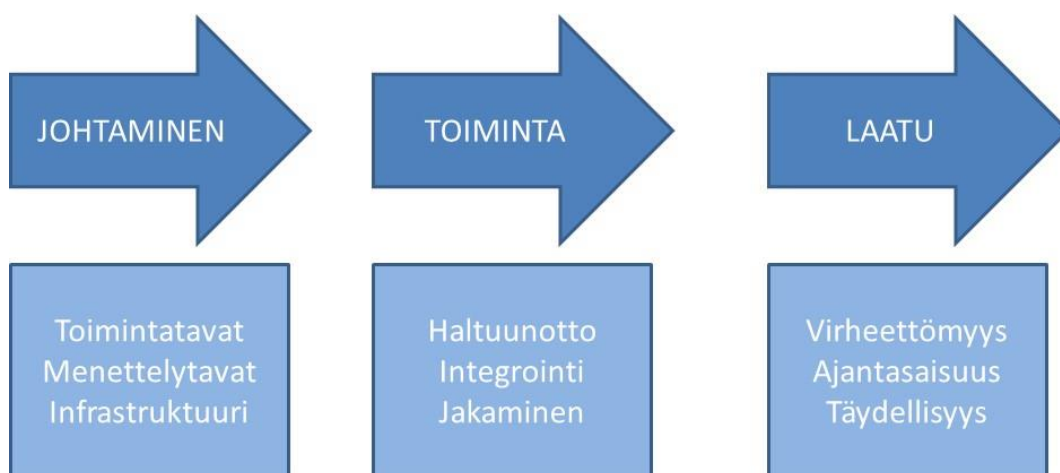 JOHTAMINEN
TOIMINTA
LAATU
Toimintatavat
Menettelytavat
Infrastruktuuri
Haltuunotto
Integrointi
Jakaminen
Virheettömyys
Ajantasaisuus
Täydellisyys